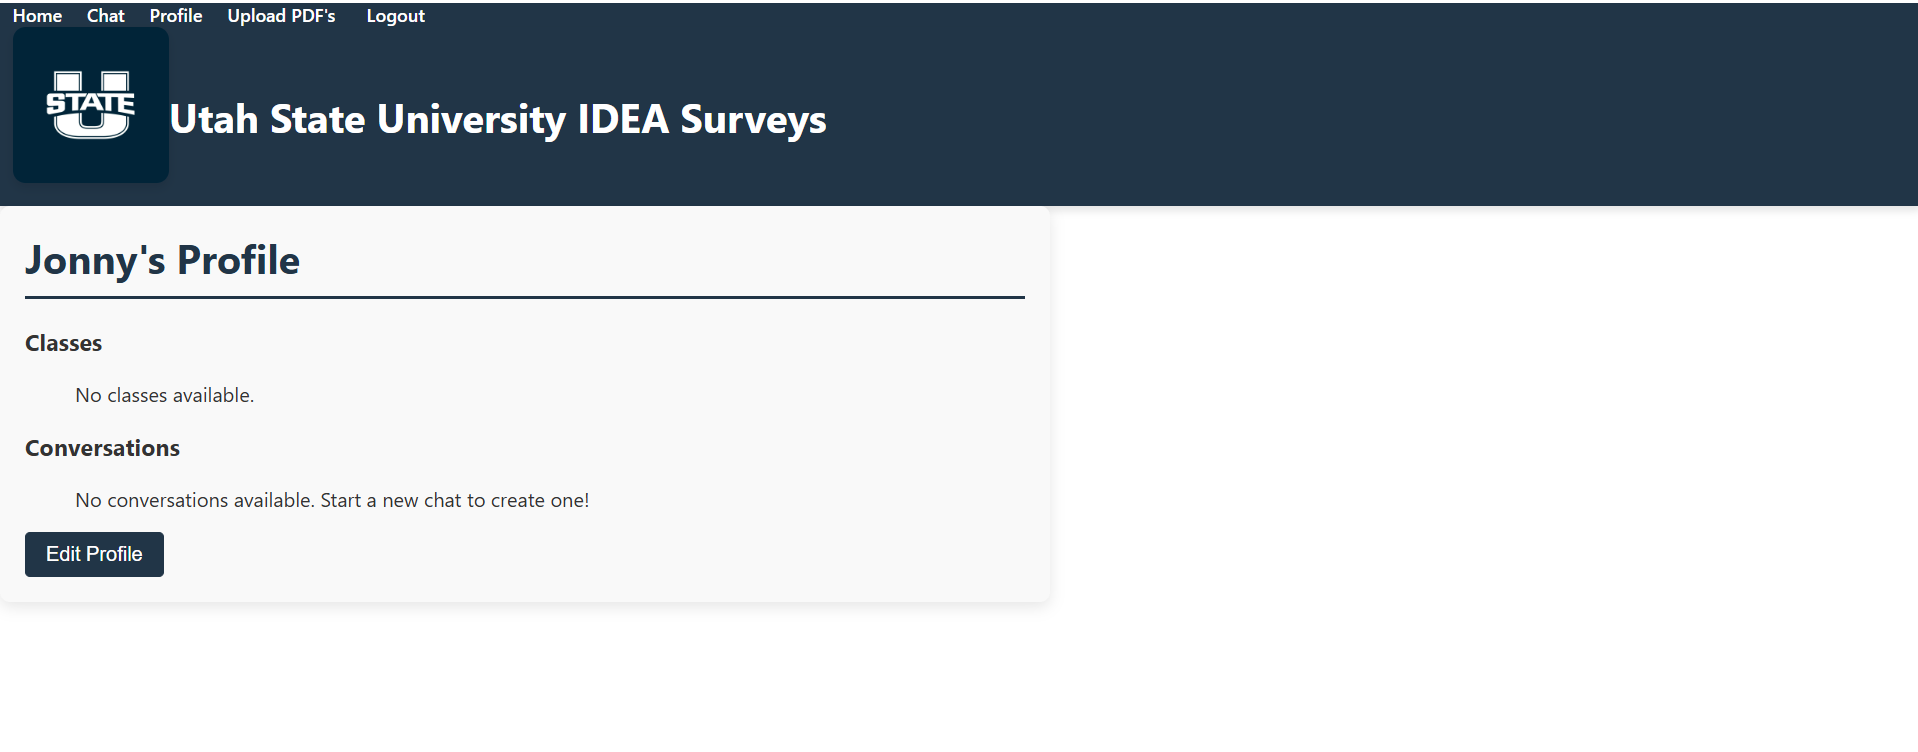 Home Chat Profile Upload PDF's Logout
U STATE
Utah State University IDEA Surveys
Jonny's Profile
Classes
No classes available.
Conversations
No conversations available. Start a new chat to create one!
Edit Profile